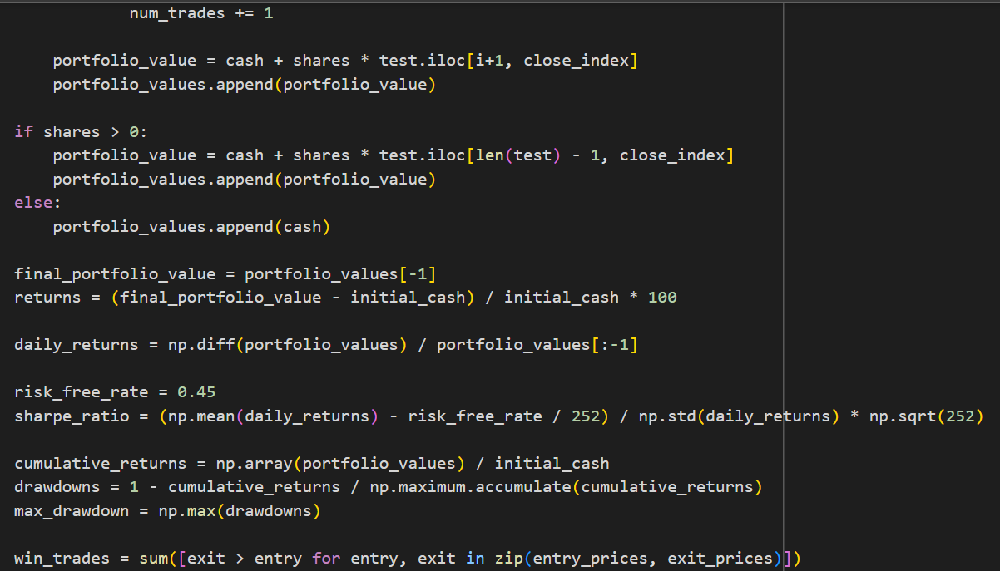 num_trades += 1
portfolio_value = cash + shares * test.iloc[i+1, close_index]
portfolio_values.append(portfolio_value)
if shares > 0:
portfolio_value = cash + shares * test.iloc[len(test) - 1, close_index]
portfolio_values.append(portfolio_value)
else:
portfolio_values.append(cash)
final_portfolio_value = portfolio_values[-1]
returns = (final_portfolio_value - initial_cash) / initial_cash * 100
daily_returns = np.diff(portfolio_values) / portfolio_values[:-1]
risk_free_rate = 0.45
sharpe_ratio = (np.mean(daily_returns) - risk_free_rate / 252) / np.std(daily_returns) * np.sqrt(252)
cumulative_returns = np.array(portfolio_values) / initial_cash
drawdowns = 1 - cumulative_returns / np.maximum.accumulate(cumulative_returns)
max_drawdown = np.max(drawdowns)
win_trades = sum([exit > entry for entry, exit in zip(entry_prices, exit_prices)])